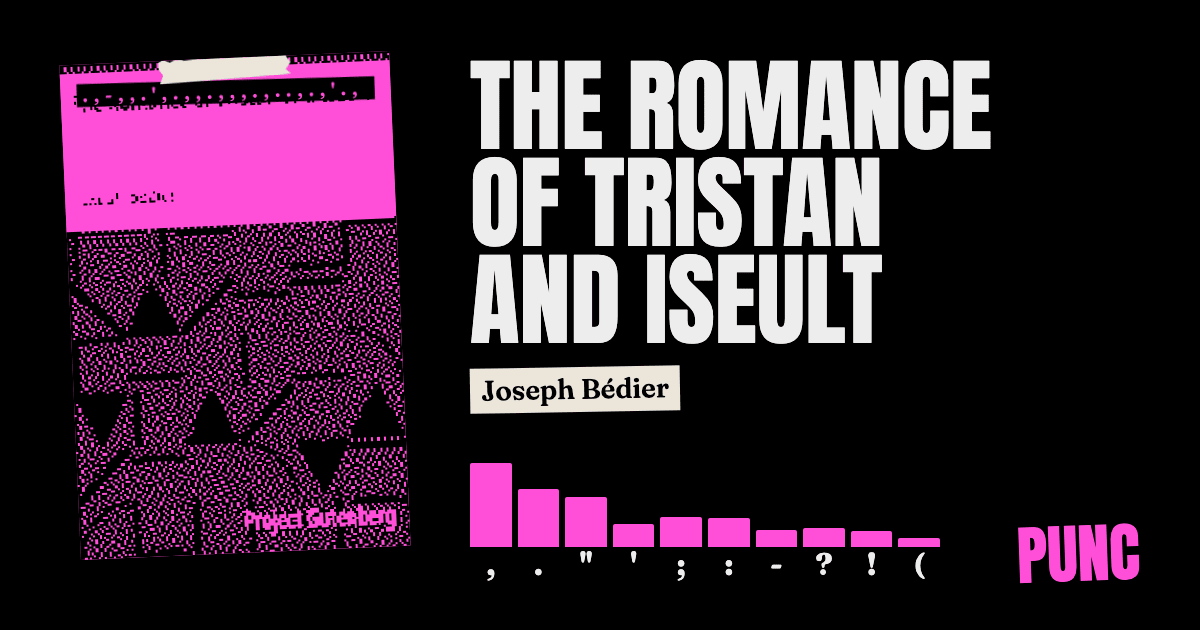 THE ROMANCE
OF TRISTAN
AND ISEULT
Joseph Bédier
, . " ' ; : - ? ! (
Project Gutenberg
PUNC